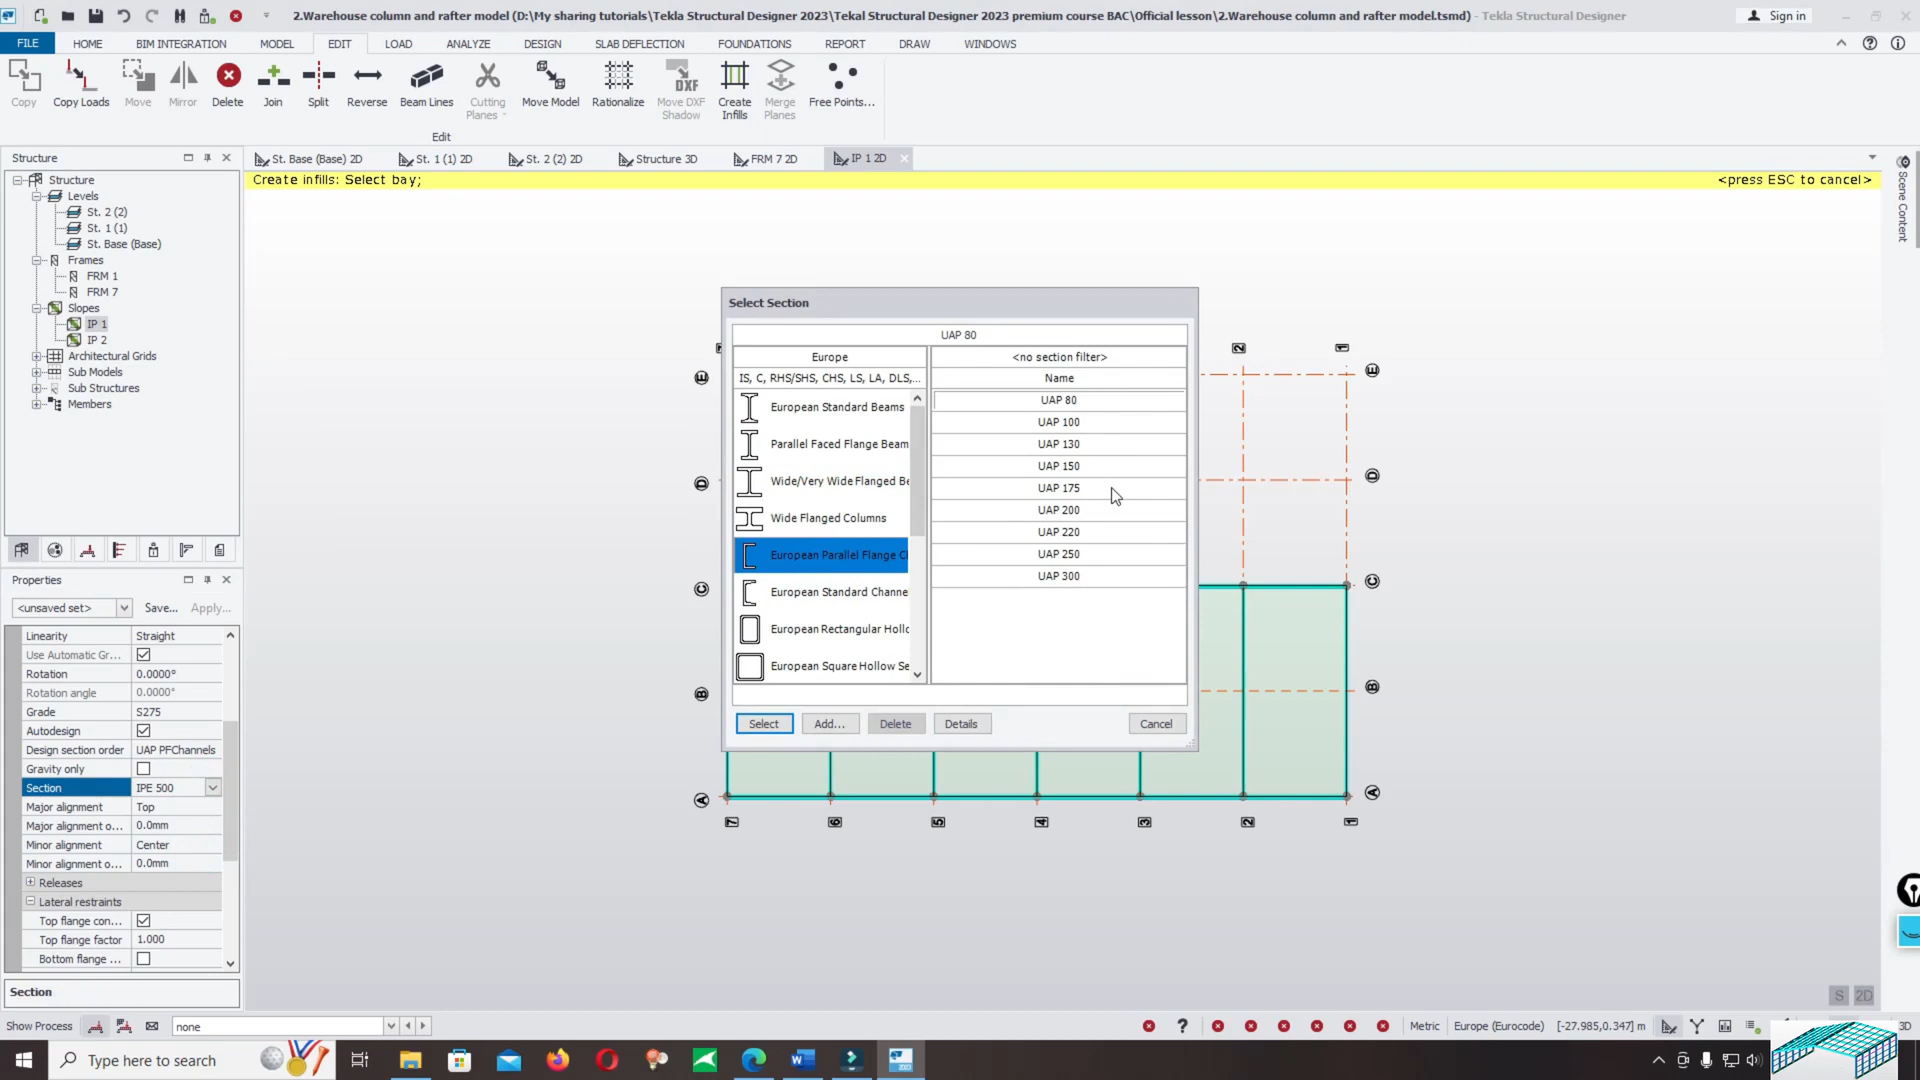 2.Warehouse column and rafter model (D:\My sharing tutorials\Tekla Structural Designer 2023\Tekal Structural Designer 2023 premium course BAC\Official lesson\2.Warehouse column and rafter model.tsmd) - Tekla Structural Designer
Sign in
FILE HOME BIM INTEGRATION MODEL EDIT LOAD ANALYZE DESIGN SLAB DEFLECTION FOUNDATIONS REPORT DRAW WINDOWS
Copy Copy Loads Move Mirror Delete Join Split Reverse Beam Lines Cutting Planes Move Model Rationalize Move DXF Shadow Create Infills Merge Planes Free Points...
DXF
Edit
Structure
St. Base (Base) 2D St. 1 (1) 2D St. 2 (2) 2D Structure 3D FRM 7 2D IP 1 2D
Create infills: Select bay; <press ESC to cancel>
Scene Content
Structure
Levels
St. 2 (2)
St. 1 (1)
St. Base (Base)
Frames
FRM 1
FRM 7
Slopes
IP 1
IP 2
Architectural Grids
Sub Models
Sub Structures
Members
Select Section
UAP 80
Europe <no section filter>
IS, C, RHS/SHS, CHS, LS, LA, DLS,... Name
European Standard Beams
Parallel Faced Flange Beam
Wide/Very Wide Flanged Be
Wide Flanged Columns
European Parallel Flange C
European Standard Channe
European Rectangular Hollo
European Square Hollow Se
UAP 80
UAP 100
UAP 130
UAP 150
UAP 175
UAP 200
UAP 220
UAP 250
UAP 300
Select Add... Delete Details Cancel
2 1
E E
D D
C C
B B
A A
7 6 5 4 3 2 1
Properties
<unsaved set> Save... Apply...
Linearity Straight
Use Automatic Gr...
Rotation 0.0000°
Rotation angle 0.0000°
Grade S275
Autodesign
Design section order UAP PFChannels
Gravity only
Section IPE 500
Major alignment Top
Major alignment o... 0.0mm
Minor alignment Center
Minor alignment o... 0.0mm
Releases
Lateral restraints
Top flange con...
Top flange factor 1.000
Bottom flange ...
Section
S 2D
Show Process none Metric Europe (Eurocode) [-27.985,0.347] m 3D
Type here to search